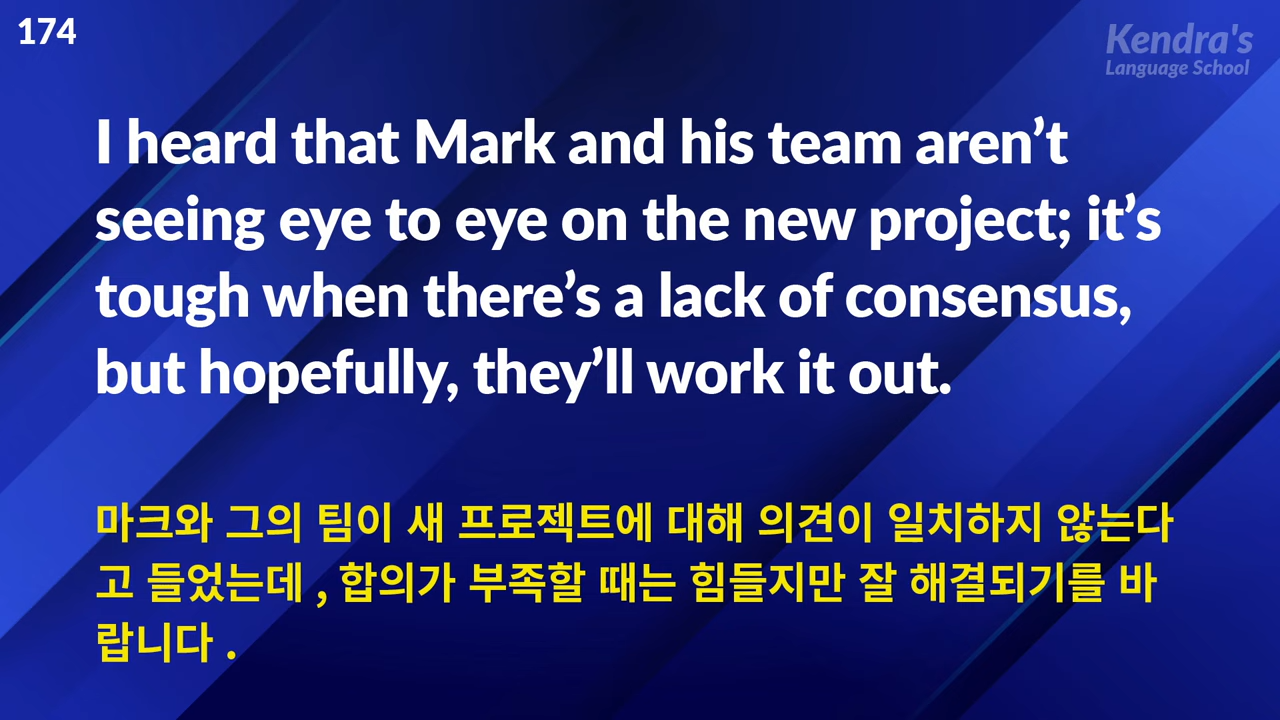 174
Kendra's
Language School
I heard that Mark and his team aren’t
seeing eye to eye on the new project; it’s
tough when there’s a lack of consensus,
but hopefully, they’ll work it out.
마크와 그의 팀이 새 프로젝트에 대해 의견이 일치하지 않는다
고 들었는데 , 합의가 부족할 때는 힘들지만 잘 해결되기를 바
랍니다 .